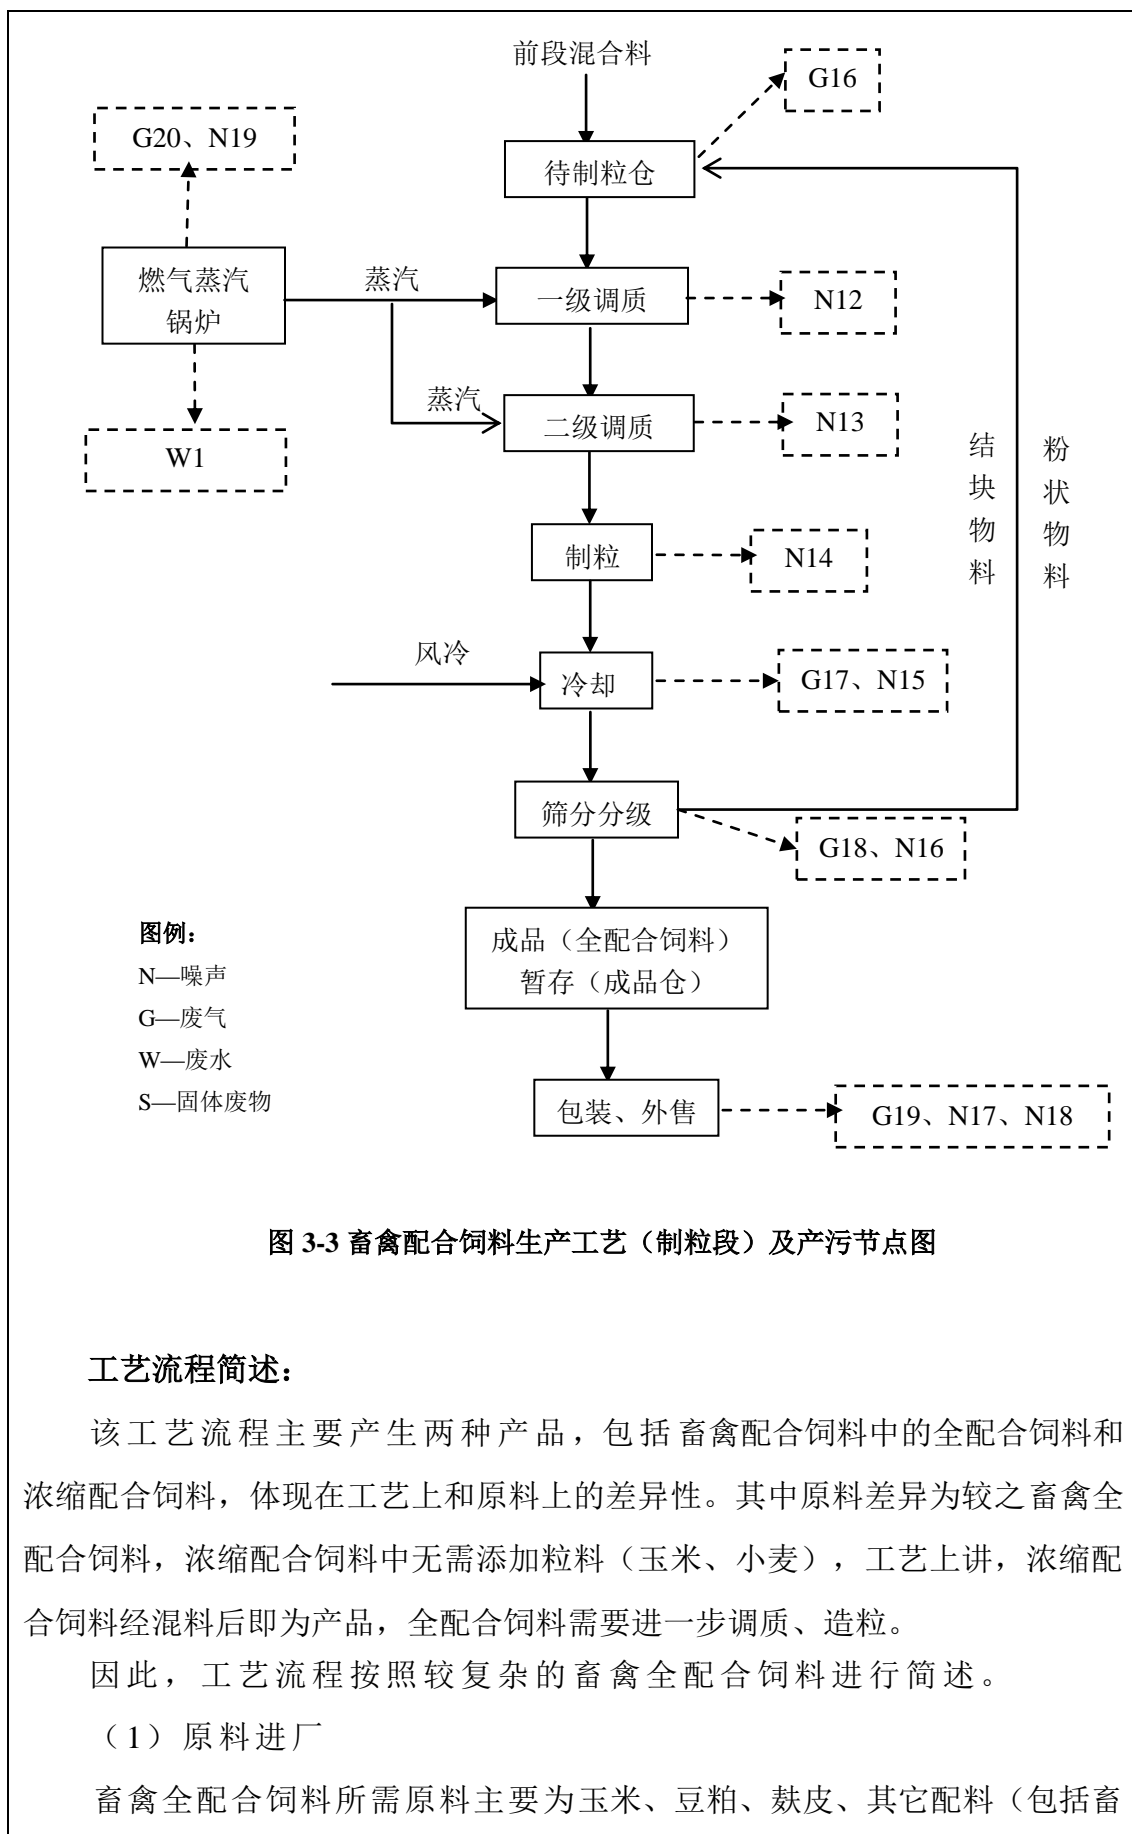 前段混合料
G16
G20、N19
待制粒仓
燃气蒸汽
锅炉
蒸汽
一级调质
N12
蒸汽
二级调质
N13
W1
结块物料
粉状物料
制粒
N14
风冷
冷却
G17、N15
筛分分级
G18、N16
成品（全配合饲料）
暂存（成品仓）
图例：
N—噪声
G—废气
W—废水
S—固体废物
包装、外售
G19、N17、N18
图 3-3 畜禽配合饲料生产工艺（制粒段）及产污节点图
工艺流程简述：
该工艺流程主要产生两种产品，包括畜禽配合饲料中的全配合饲料和
浓缩配合饲料，体现在工艺上和原料上的差异性。其中原料差异为较之畜禽全
配合饲料，浓缩配合饲料中无需添加粒料（玉米、小麦），工艺上讲，浓缩配
合饲料经混料后即为产品，全配合饲料需要进一步调质、造粒。
因此，工艺流程按照较复杂的畜禽全配合饲料进行简述。
（1）原料进厂
畜禽全配合饲料所需原料主要为玉米、豆粕、麸皮、其它配料（包括畜